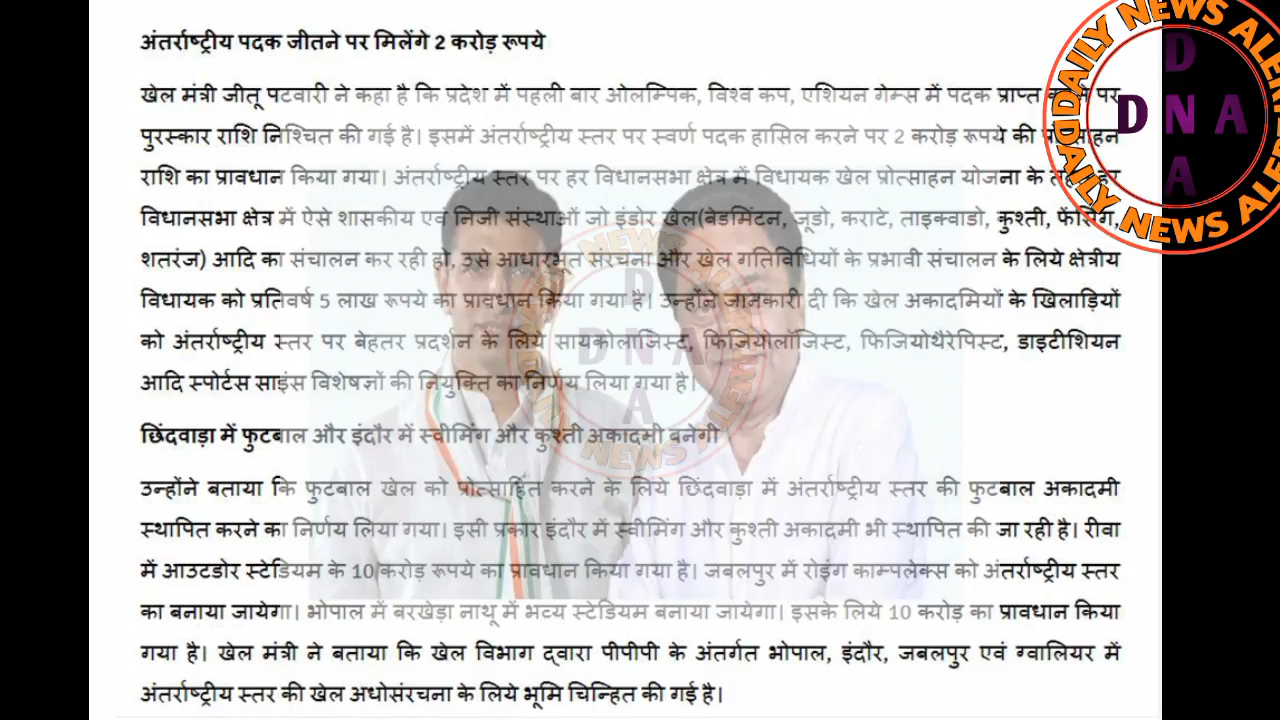 अंतर्राष्ट्रीय पदक जीतने पर मिलेंगे 2 करोड़ रूपये
खेल मंत्री जीतू पटवारी ने कहा है कि प्रदेश में पहली बार ओलम्पिक, विश्व कप, एशियन गेम्स में पदक प्राप्त पर
पुरस्कार राशि निश्चित की गई है। इसमें अंतर्राष्ट्रीय स्तर पर स्वर्ण पदक हासिल करने पर 2 करोड़ रूपये की
राशि का प्रावधान किया गया। अंतर्राष्ट्रीय स्तर पर हर विधानसभा क्षेत्र में विधायक खेल प्रोत्साहन योजना के
विधानसभा क्षेत्र में ऐसे शासकीय एवं निजी संस्थाओं जो इंडोर खेल(बेडमिंटन, जूडो, कराटे, ताइक्वाडो, कुश्ती, फेंसिंग,
शतरंज) आदि का संचालन कर रही हो, उसे आधारभूत संरचना और खेल गतिविधियों के प्रभावी संचालन के लिये क्षेत्रीय
विधायक को प्रतिवर्ष 5 लाख रूपये का प्रावधान किया गया है। उन्होंने जानकारी दी कि खेल अकादमियों के खिलाड़ियों
को अंतर्राष्ट्रीय स्तर पर बेहतर प्रदर्शन के लिये सायकोलाजिस्ट, फिजियोलॉजिस्ट, फिजियोथैरेपिस्ट, डाइटीशियन
आदि स्पोर्टस साइंस विशेषज्ञों की नियुक्ति का निर्णय लिया गया है।
छिंदवाड़ा में फुटबाल और इंदौर में स्वीमिंग और कुश्ती अकादमी बनेगी
उन्होंने बताया कि फुटबाल खेल को प्रोत्साहित करने के लिये छिंदवाड़ा में अंतर्राष्ट्रीय स्तर की फुटबाल अकादमी
स्थापित करने का निर्णय लिया गया। इसी प्रकार इंदौर में स्वीमिंग और कुश्ती अकादमी भी स्थापित की जा रही है। रीवा
में आउटडोर स्टेडियम के 10 करोड़ रूपये का प्रावधान किया गया है। जबलपुर में रोइंग काम्पलेक्स को अंतर्राष्ट्रीय स्तर
का बनाया जायेगा। भोपाल में बरखेड़ा नाथू में भव्य स्टेडियम बनाया जायेगा। इसके लिये 10 करोड़ का प्रावधान किया
गया है। खेल मंत्री ने बताया कि खेल विभाग द्वारा पीपीपी के अंतर्गत भोपाल, इंदौर, जबलपुर एवं ग्वालियर में
अंतर्राष्ट्रीय स्तर की खेल अधोसंरचना के लिये भूमि चिन्हित की गई है।
DAILY NEWS ALERT
DAILY NEWS ALERT
D
D N A
A
DAILY NEWS ALERT
NEWS
D
D N A
A